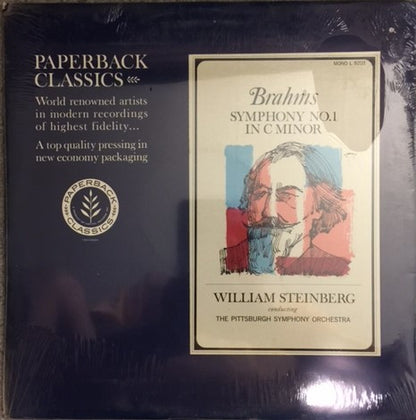 PAPERBACK
CLASSICS
World renowned artists
in modern recordings
of highest fidelity...
A top quality pressing in
new economy packaging
PAPERBACK
CLASSICS
Brahms
SYMPHONY NO.1
IN C MINOR
WILLIAM STEINBERG
conducting
THE PITTSBURGH SYMPHONY ORCHESTRA